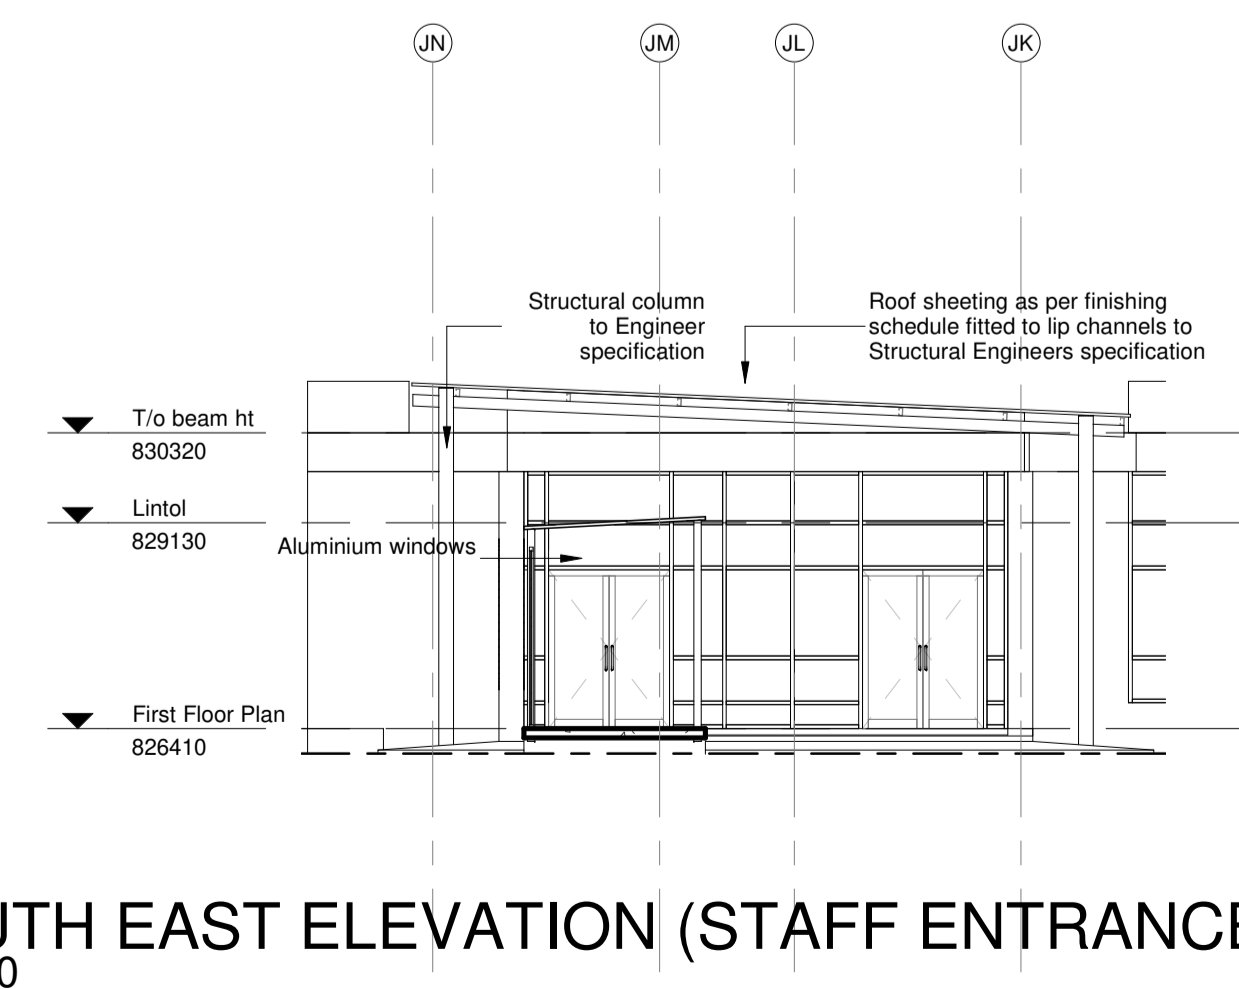 JN JM JL JK
Structural column
to Engineer
specification
Roof sheeting as per finishing
schedule fitted to lip channels to
Structural Engineers specification
T/o beam ht
830320
Lintol
829130
Aluminium windows
First Floor Plan
826410
UTH EAST ELEVATION (STAFF ENTRANCE
0